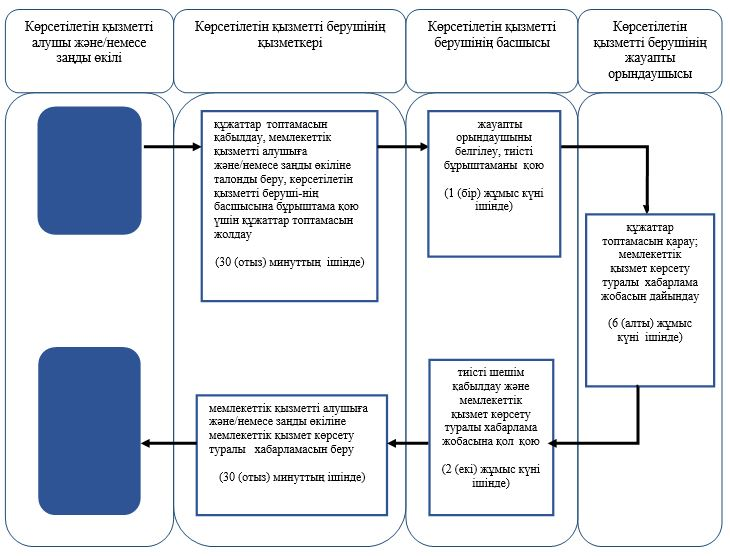 Көрсетілетін қызметті
алушы және/немесе
заңды өкілі
Көрсетілетін қызметті берушінің
қызметкері
Көрсетілетін қызметті
берушінің басшысы
Көрсетілетін
қызметті берушінің
жауапты
орындаушысы
құжаттар топтамасын
қабылдау, мемлекеттік
қызметті алушыға
және/немесе заңды өкіліне
талонды беру, көрсетілетін
қызметті беруші-нің
басшысына бұрыштама қою
үшін құжаттар топтамасын
жолдау
(30 (отыз) минуттың ішінде)
жауапты
орындаушыны
белгілеу, тиісті
бұрыштаманы қою
(1 (бір) жұмыс күні
ішінде)
құжаттар
топтамасын қарау;
мемлекеттік
қызмет көрсету
туралы хабарлама
жобасын дайындау
(6 (алты) жұмыс
күні ішінде)
тиісті шешім
қабылдау және
мемлекеттік
қызмет көрсету
туралы хабарлама
жобасына қол қою
(2 (екі) жұмыс күні
ішінде)
мемлекеттік қызметті алушыға
және/немесе заңды өкіліне
мемлекеттік қызмет көрсету
туралы хабарламасын беру
(30 (отыз) минуттың ішінде)